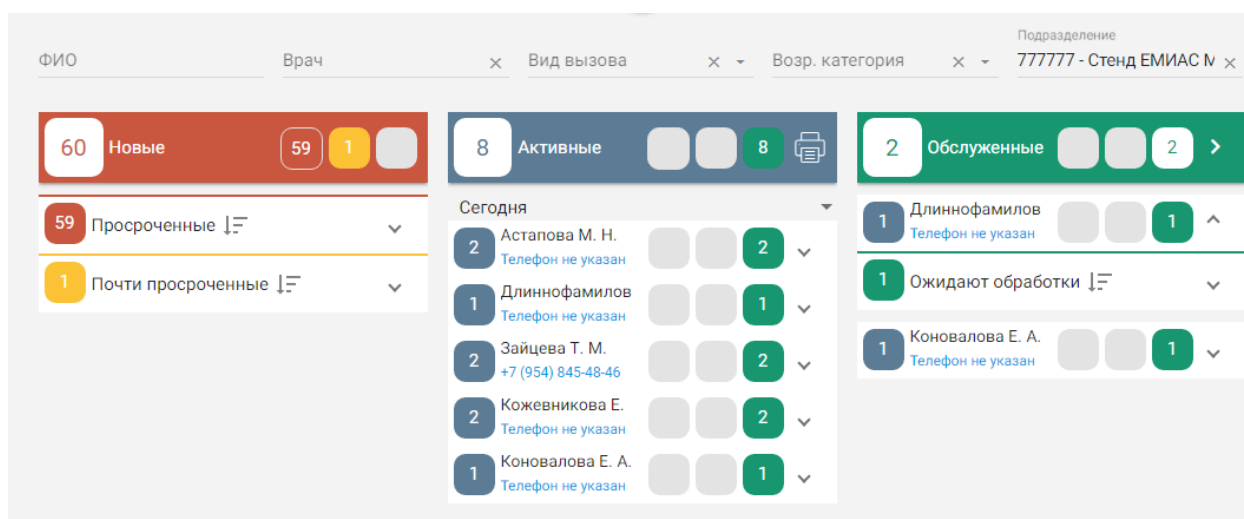 Подразделение
ФИО Врач Вид вызова Возр. категория 777777 - Стенд ЕМИАС М
60 Новые 59 1
59 Просроченные
1 Почти просроченные
8 Активные 8
Сегодня
2 Астапова М. Н. 2
Телефон не указан
1 Длиннофамилов 1
Телефон не указан
2 Зайцева Т. М. 2
+7 (954) 845-48-46
2 Кожевникова Е. 2
Телефон не указан
1 Коновалова Е. А. 1
Телефон не указан
2 Обслуженные 2
1 Длиннофамилов 1
Телефон не указан
1 Ожидают обработки
1 Коновалова Е. А. 1
Телефон не указан